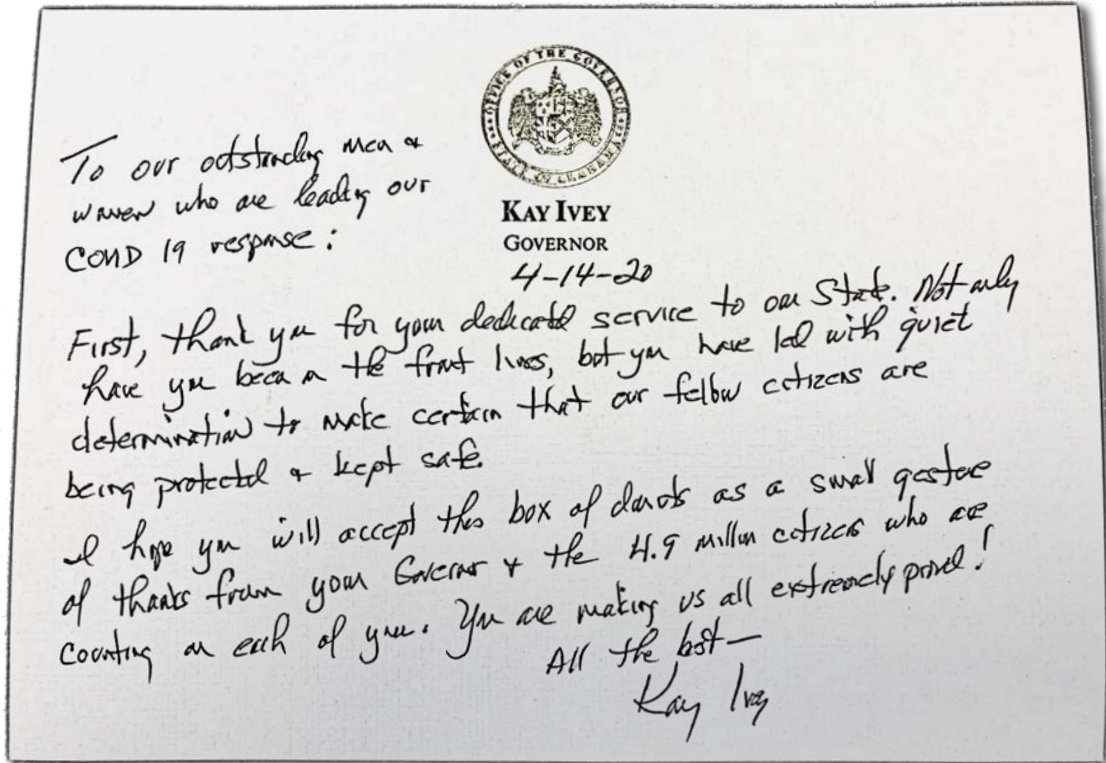 OFFICE OF THE GOVERNOR
STATE OF ALABAMA
KAY IVEY
GOVERNOR
4-14-20
To our outstanding men &
women who are leading our
COVID 19 response:
First, thank you for your dedicated service to our State. Not only
have you been on the front lines, but you have led with quiet
determination to make certain that our fellow citizens are
being protected & kept safe.
I hope you will accept this box of donuts as a small gesture
of thanks from your Governor & the 4.9 million citizens who are
counting on each of you. You are making us all extremely proud!
All the best—
Kay Ivey